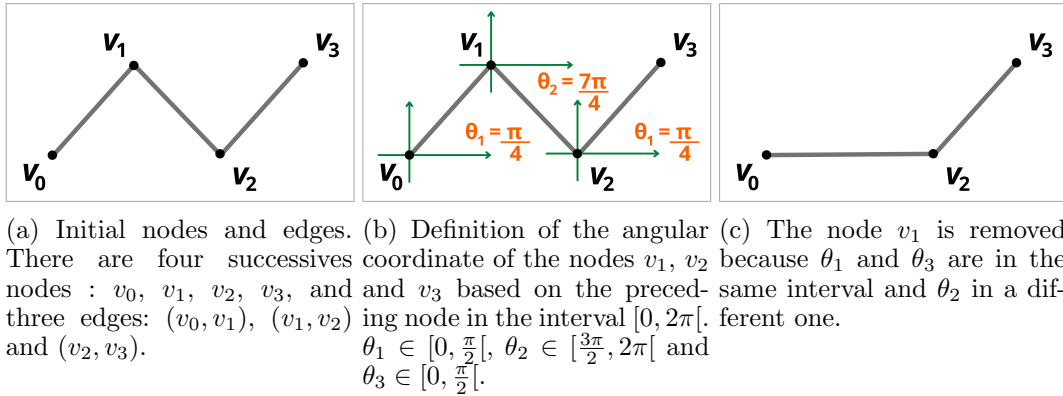 v1
v3
v0
v2
v1
v3
θ2 = 7π/4
θ1 = π/4
θ1 = π/4
v0
v2
v3
v0
v2
(a) Initial nodes and edges.
There are four successives
nodes : v0, v1, v2, v3, and
three edges: (v0, v1), (v1, v2)
and (v2, v3).
(b) Definition of the angular
coordinate of the nodes v1, v2
and v3 based on the preced-
ing node in the interval [0, 2π[.
θ1 ∈ [0, π/2[, θ2 ∈ [3π/2, 2π[ and
θ3 ∈ [0, π/2[.
(c) The node v1 is removed
because θ1 and θ3 are in the
same interval and θ2 in a dif-
ferent one.